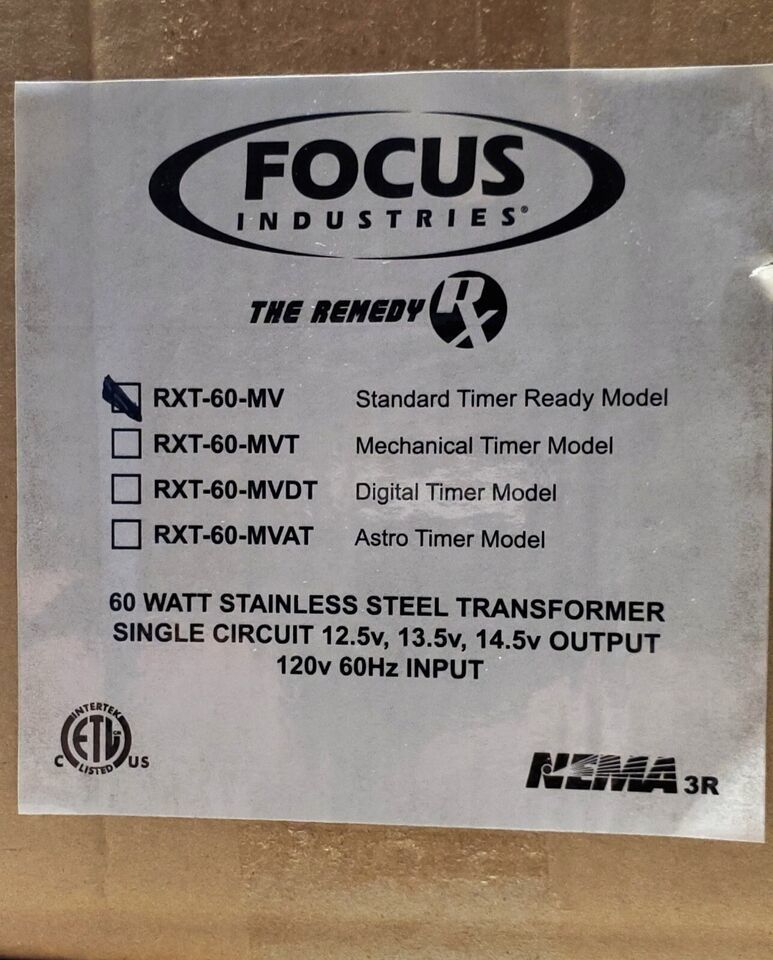 FOCUS
INDUSTRIES®
THE REMEDY RX
RXT-60-MV Standard Timer Ready Model
RXT-60-MVT Mechanical Timer Model
RXT-60-MVDT Digital Timer Model
RXT-60-MVAT Astro Timer Model
60 WATT STAINLESS STEEL TRANSFORMER
SINGLE CIRCUIT 12.5v, 13.5v, 14.5v OUTPUT
120v 60Hz INPUT
INTERTEK
ETL
C US
LISTED
NEMA 3R